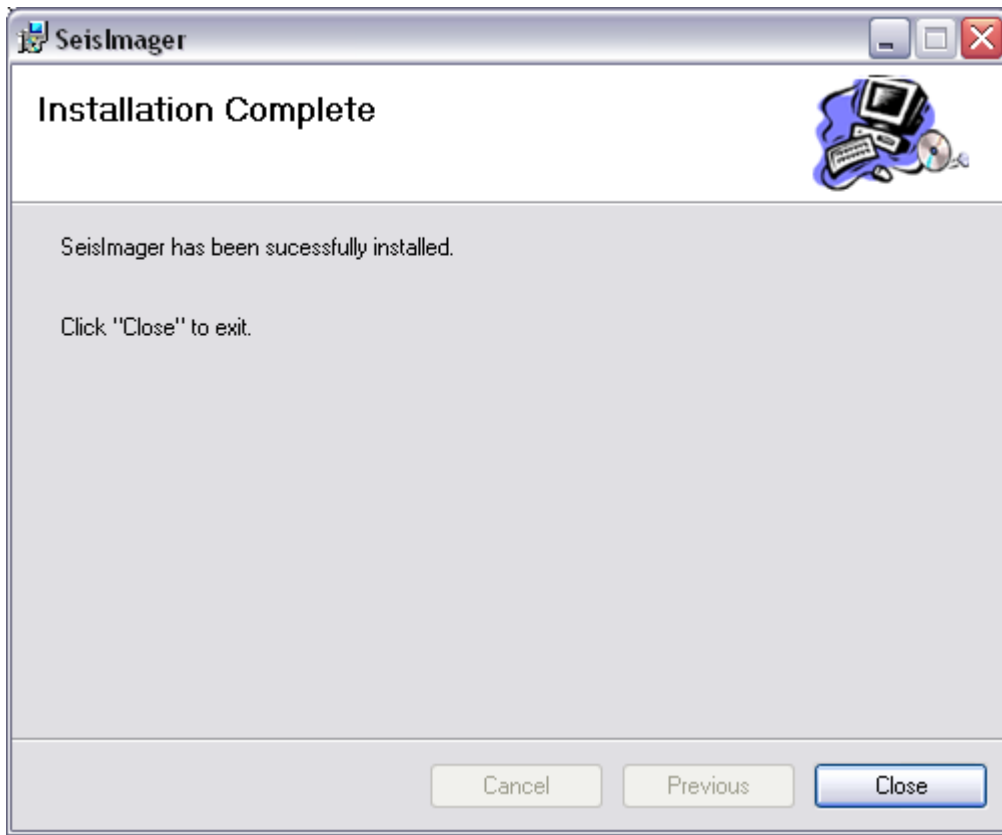 SeisImager
Installation Complete
SeisImager has been sucessfully installed.
Click "Close" to exit.
Cancel
Previous
Close